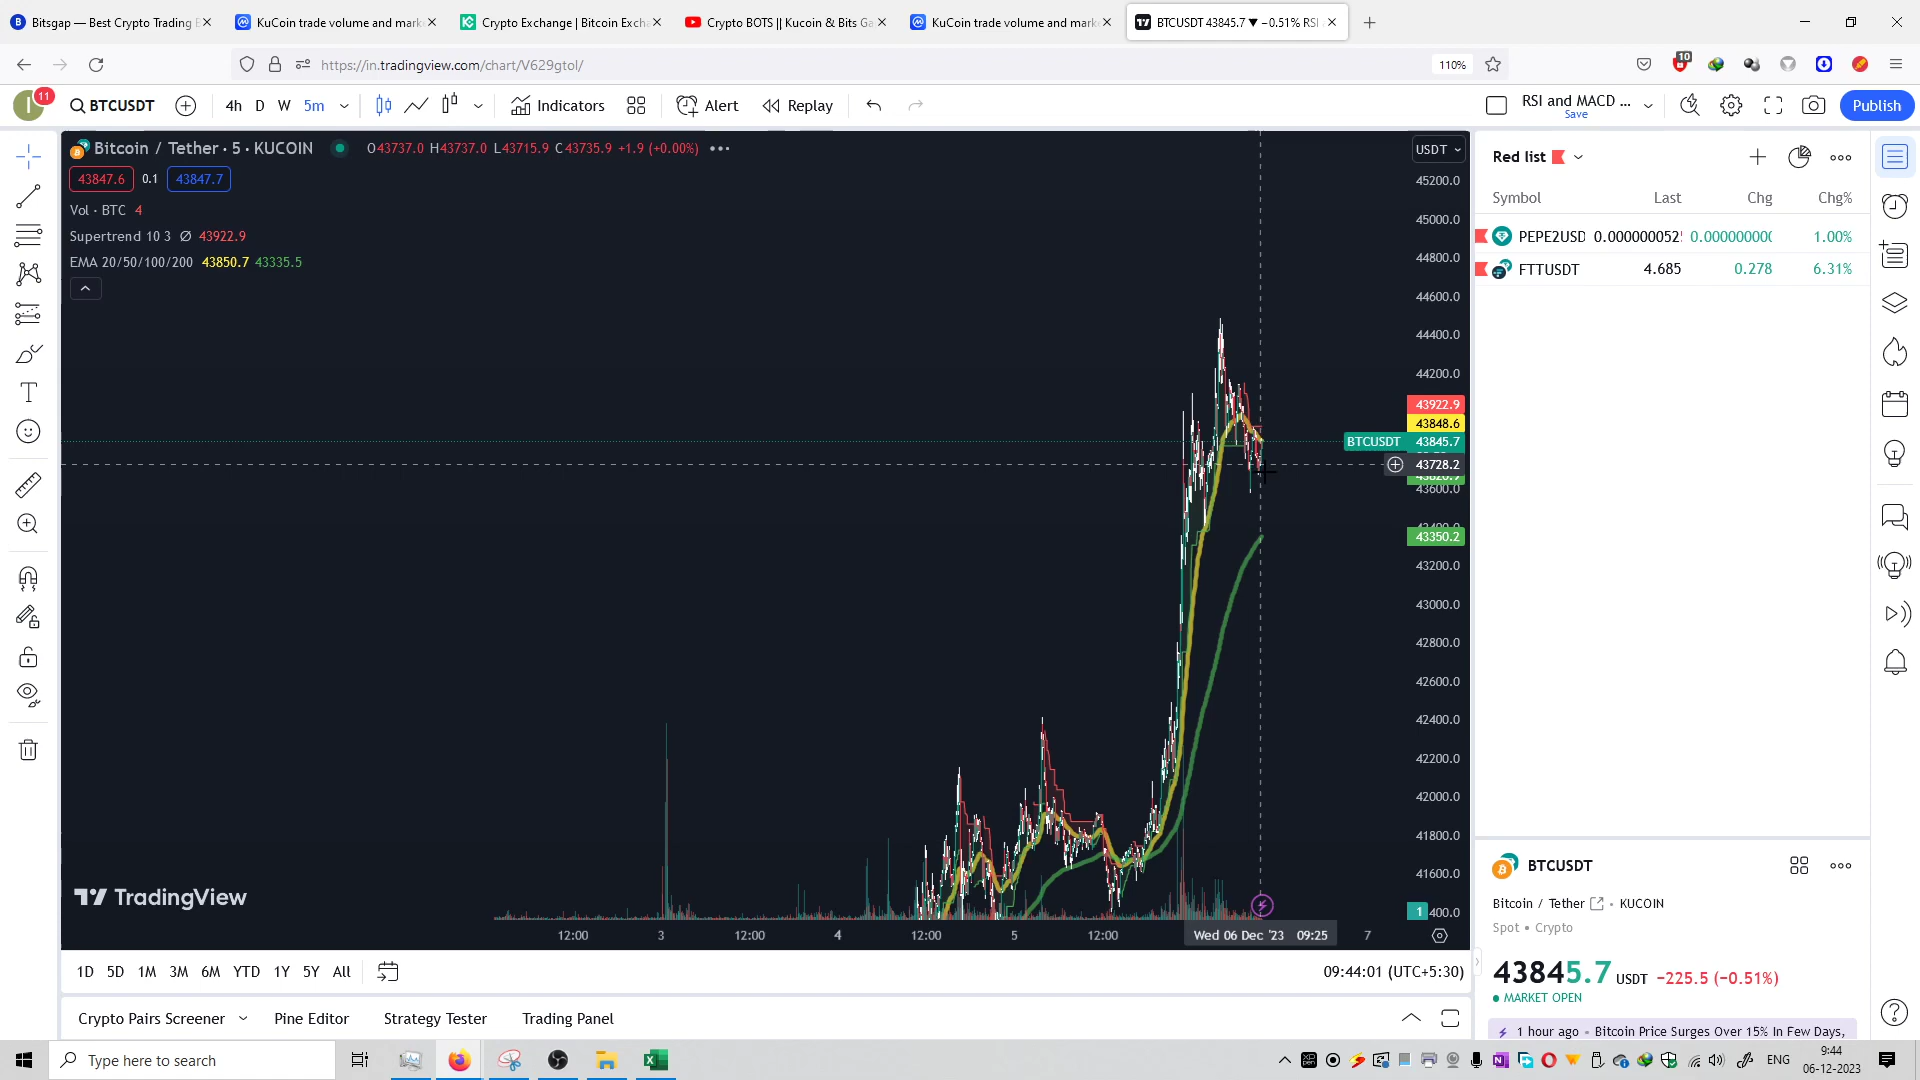 Bitsgap — Best Crypto Trading B
KuCoin trade volume and mark
Crypto Exchange | Bitcoin Exch
Crypto BOTS || Kucoin & Bits Ga
KuCoin trade volume and mark
BTCUSDT 43845.7 ▼ −0.51% RSI
https://in.tradingview.com/chart/V629gtol/
110%
10
I
11
BTCUSDT
4h D W 5m
Indicators
Alert
Replay
RSI and MACD ...
Save
Publish
Bitcoin / Tether · 5 · KUCOIN
O43737.0 H43737.0 L43715.9 C43735.9 +1.9 (+0.00%)
USDT
43847.6 0.1 43847.7
Vol · BTC 4
Supertrend 10 3 Ø 43922.9
EMA 20/50/100/200 43850.7 43335.5
45200.0
45000.0
44800.0
44600.0
44400.0
44200.0
43922.9
43848.6
BTCUSDT 43845.7
43728.2
43600.0
43350.2
43200.0
43000.0
42800.0
42600.0
42400.0
42200.0
42000.0
41800.0
41600.0
1 400.0
TradingView
12:00 3 12:00 4 12:00 5 12:00 Wed 06 Dec '23 09:25 7
1D 5D 1M 3M 6M YTD 1Y 5Y All
09:44:01 (UTC+5:30)
Crypto Pairs Screener Pine Editor Strategy Tester Trading Panel
Red list
Symbol Last Chg Chg%
PEPE2USD 0.000000052 0.000000000 1.00%
FTTUSDT 4.685 0.278 6.31%
BTCUSDT
Bitcoin / Tether • KUCOIN
Spot • Crypto
43845.7 USDT −225.5 (−0.51%)
MARKET OPEN
1 hour ago • Bitcoin Price Surges Over 15% In Few Days,
Type here to search
ENG
9:44
06-12-2023